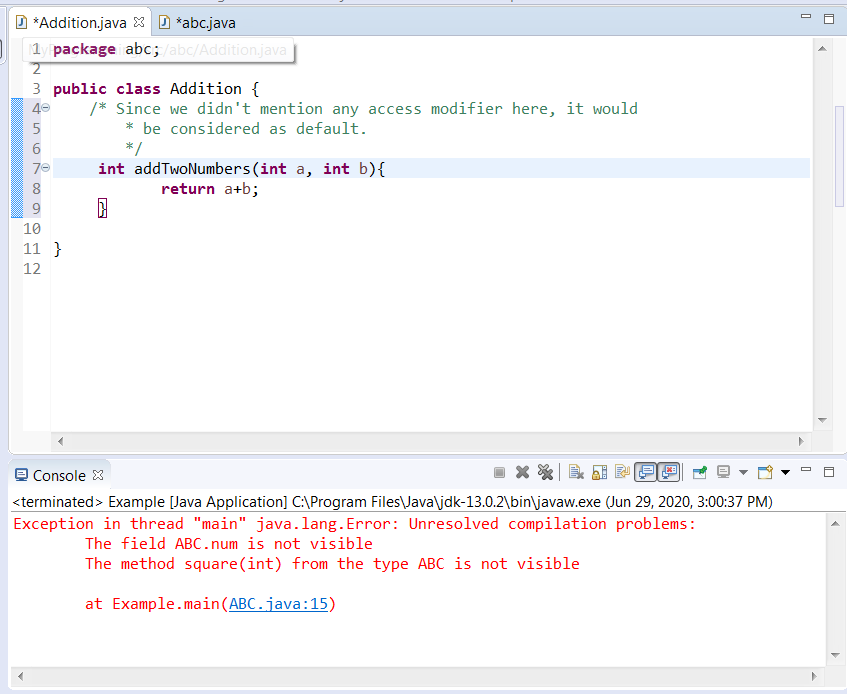 *Addition.java
*abc.java
1 package abc;
2
3 public class Addition {
4 /* Since we didn't mention any access modifier here, it would
5 * be considered as default.
6 */
7 int addTwoNumbers(int a, int b){
8 return a+b;
9 }
10
11 }
12
Console
<terminated> Example [Java Application] C:\Program Files\Java\jdk-13.0.2\bin\javaw.exe (Jun 29, 2020, 3:00:37 PM)
Exception in thread "main" java.lang.Error: Unresolved compilation problems:
The field ABC.num is not visible
The method square(int) from the type ABC is not visible
at Example.main(ABC.java:15)